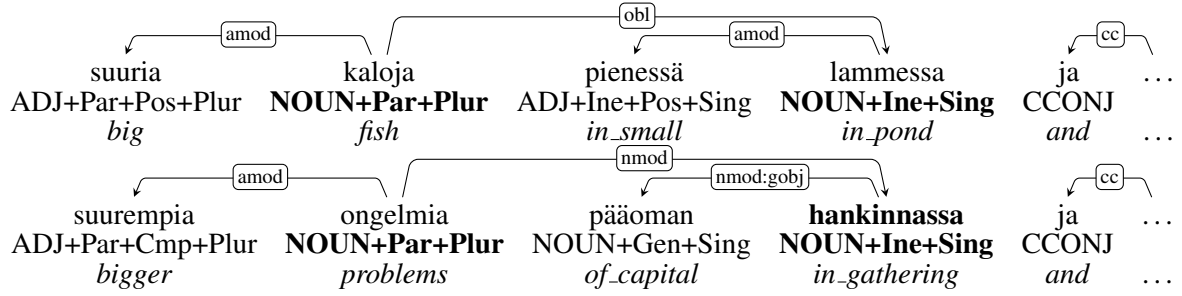 obl
amod amod cc
suuria kaloja pienessä lammessa ja ...
ADJ+Par+Pos+Plur NOUN+Par+Plur ADJ+Ine+Pos+Sing NOUN+Ine+Sing CCONJ
big fish in_small in_pond and ...
nmod
amod nmod:gobj cc
suurempia ongelmia pääoman hankinnassa ja ...
ADJ+Par+Cmp+Plur NOUN+Par+Plur NOUN+Gen+Sing NOUN+Ine+Sing CCONJ
bigger problems of_capital in_gathering and ...